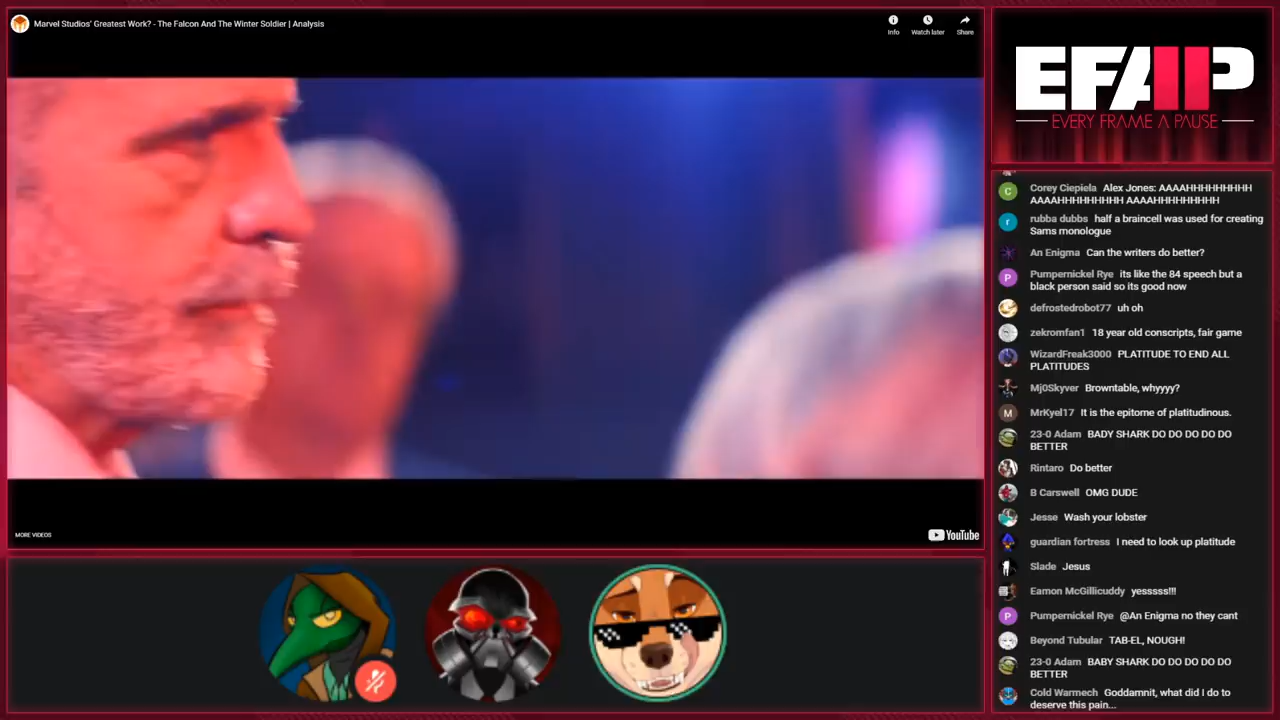 Marvel Studios' Greatest Work? - The Falcon And The Winter Soldier | Analysis
Info
Watch later
Share
MORE VIDEOS
YouTube
EFAP
EVERY FRAME A PAUSE
C
Corey Ciepiela Alex Jones: AAAAHHHHHHHHH
AAAAHHHHHHHHH AAAAHHHHHHHHH
r
rubba dubbs half a braincell was used for creating
Sams monologue
An Enigma Can the writers do better?
P
Pumpernickel Rye its like the 84 speech but a
black person said so its good now
defrostedrobot77 uh oh
zekromfan1 18 year old conscripts, fair game
WizardFreak3000 PLATITUDE TO END ALL
PLATITUDES
Mj0Skyver Browntable, whyyyy?
M
MrKyel17 It is the epitome of platitudinous.
23-0 Adam BADY SHARK DO DO DO DO DO
BETTER
Rintaro Do better
B Carswell OMG DUDE
Jesse Wash your lobster
guardian fortress I need to look up platitude
Slade Jesus
Eamon McGillicuddy yesssss!!!
P
Pumpernickel Rye @An Enigma no they cant
Beyond Tubular TAB-EL, NOUGH!
23-0 Adam BABY SHARK DO DO DO DO DO
BETTER
Cold Warmech Goddamnit, what did I do to
deserve this pain...